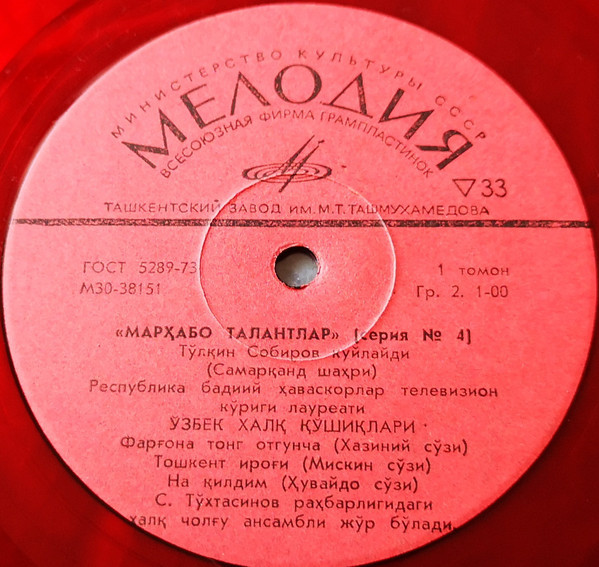 МИНИСТЕРСТВО КУЛЬТУРЫ СССР
МЕЛОДИЯ
ВСЕСОЮЗНАЯ ФИРМА ГРАМПЛАСТИНОК
▽33
ТАШКЕНТСКИЙ ЗАВОД ИМ. М.Т. ТАШМУХАМЕДОВА
ГОСТ 5289-73
М30-38151
1 томон
Гр. 2. 1-00
«МАРҲАБО ТАЛАНТЛАР» [серия № 4]
Тўлқин Собиров куйлайди
(Самарқанд шаҳри)
Республика бадиий ҳаваскорлар телевизион
кўриги лауреати
ЎЗБЕК ХАЛҚ ҚЎШИҚЛАРИ
Фарғона тонг отгунча (Хазиний сўзи)
Тошкент ироғи (Мискин сўзи)
На қилдим (Ҳувайдо сўзи)
С. Тўхтасинов раҳбарлигидаги
халқ чолғу ансамбли жўр бўлади.